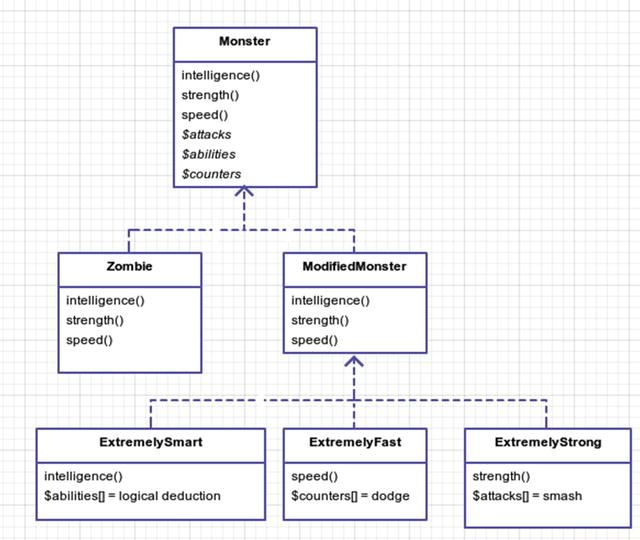 Monster
intelligence()
strength()
speed()
$attacks
$abilities
$counters
Zombie
intelligence()
strength()
speed()
ModifiedMonster
intelligence()
strength()
speed()
ExtremelySmart
intelligence()
$abilities[] = logical deduction
ExtremelyFast
speed()
$counters[] = dodge
ExtremelyStrong
strength()
$attacks[] = smash